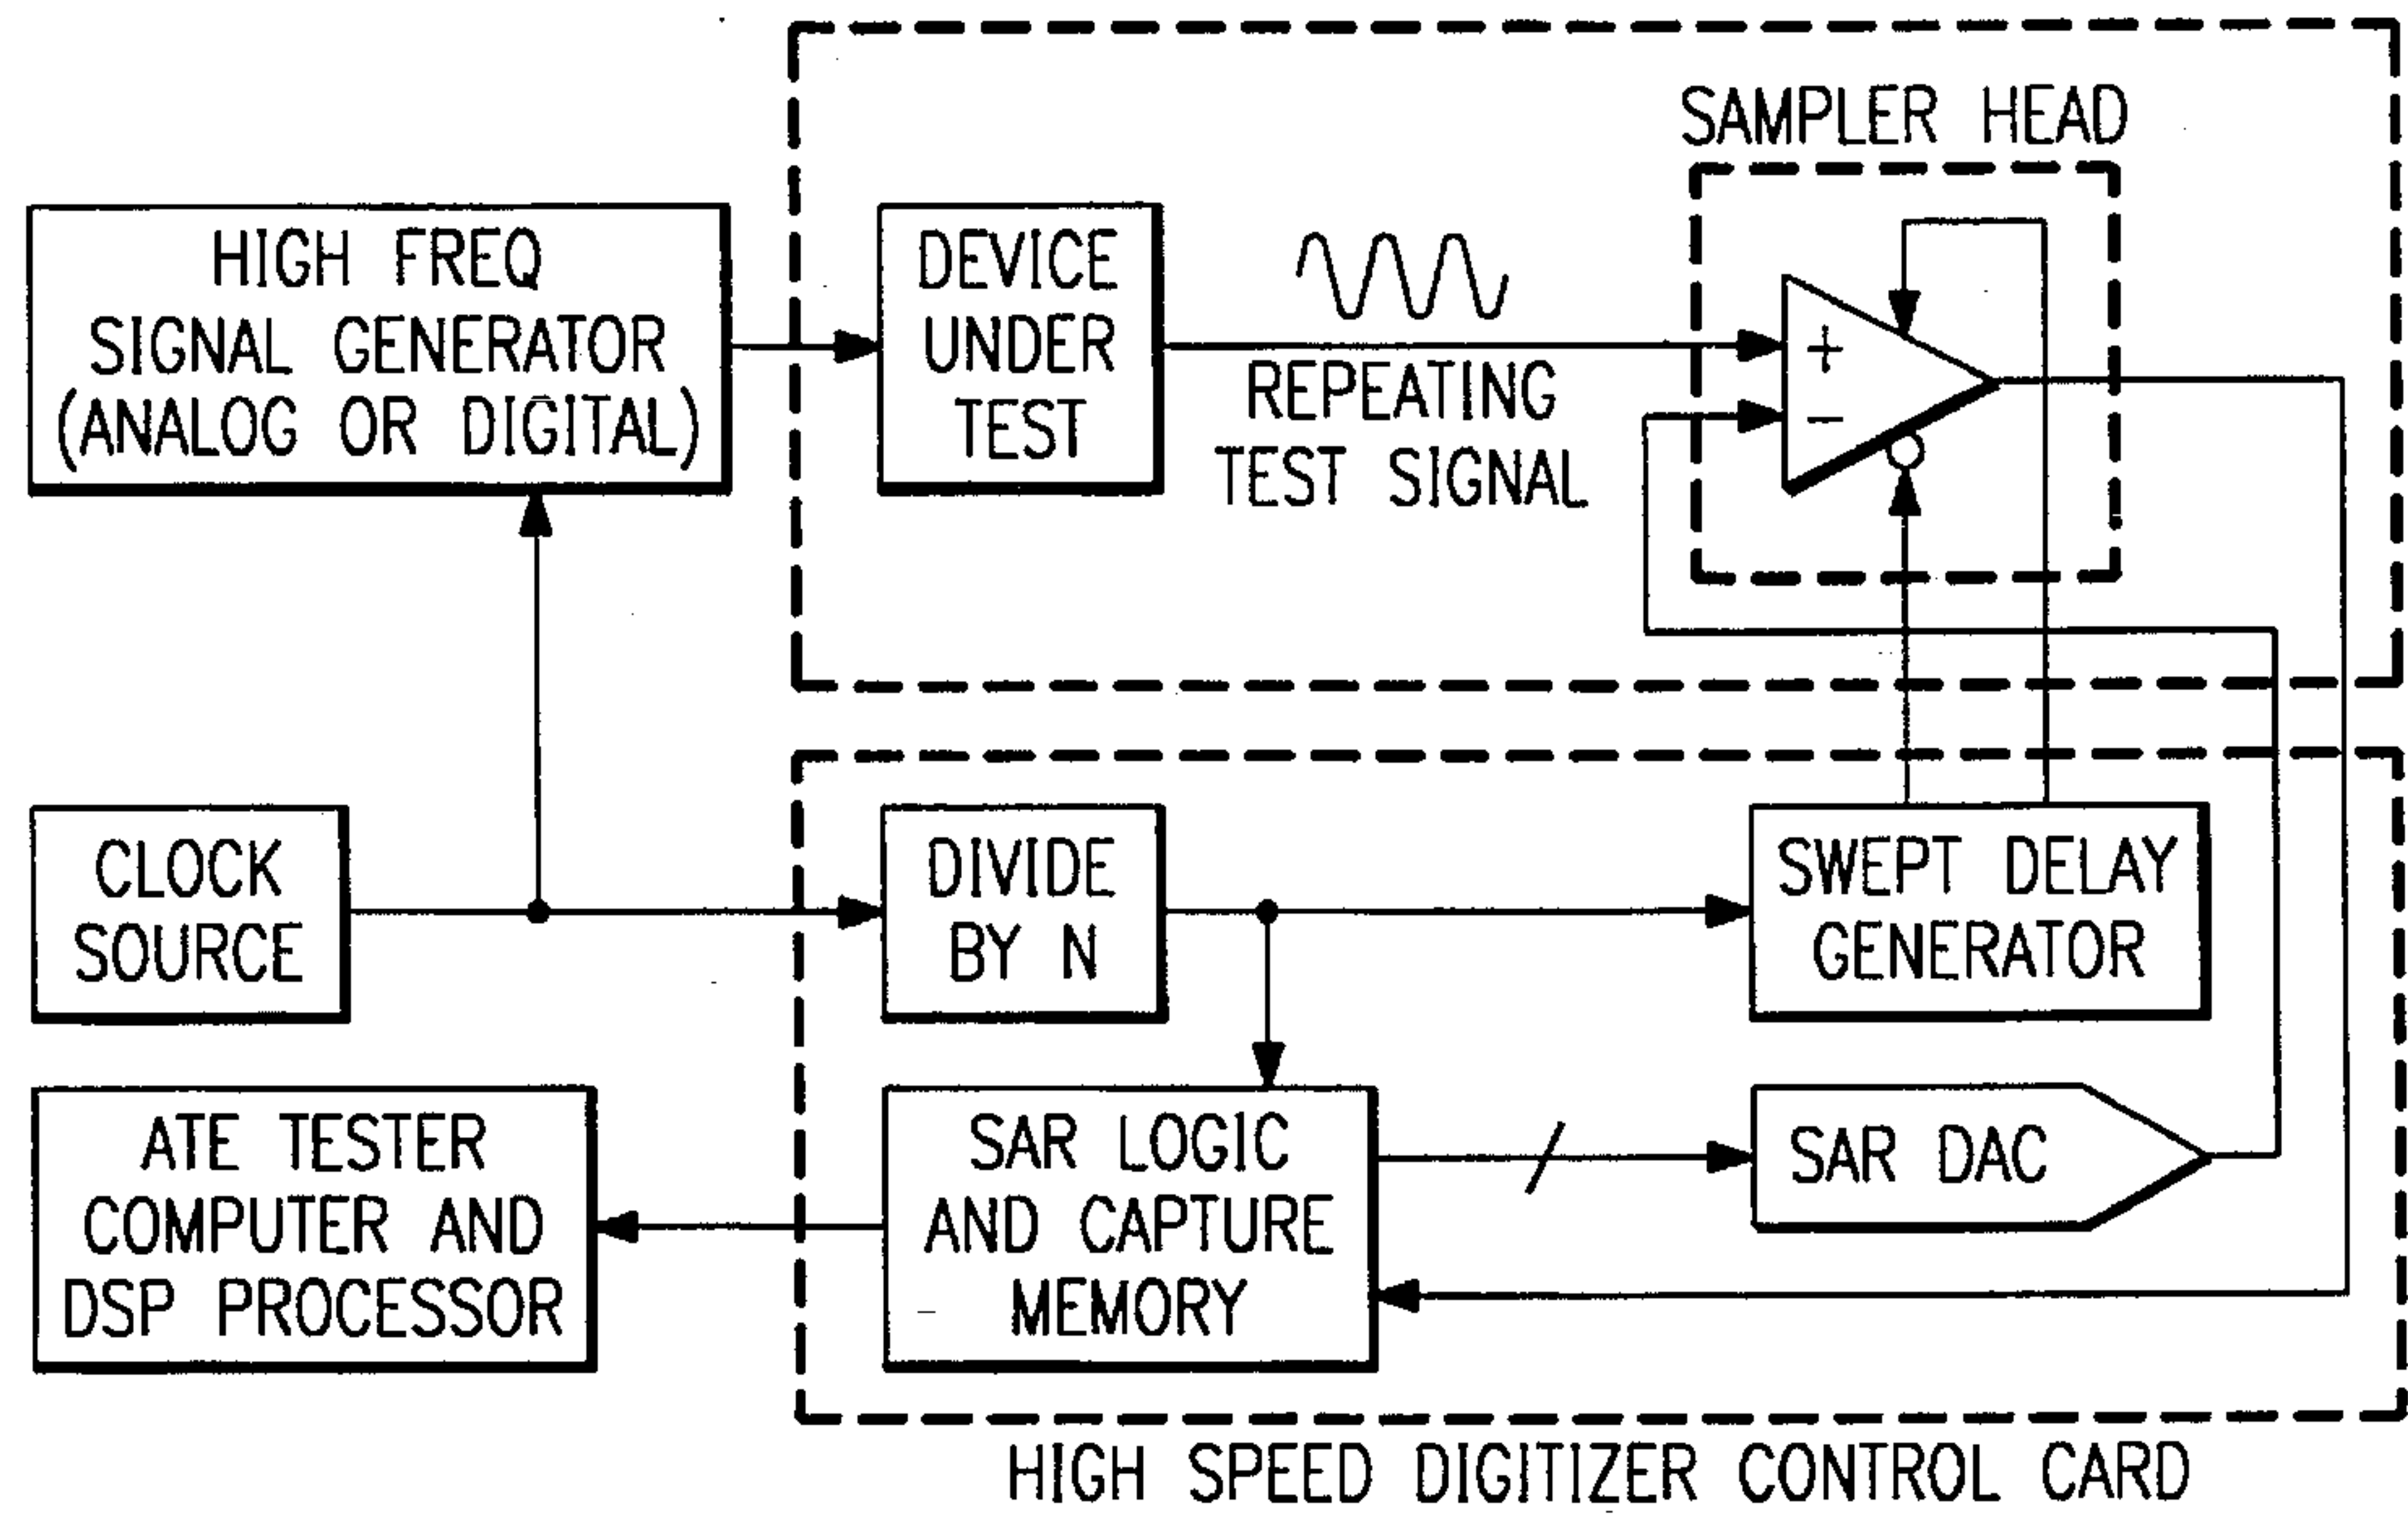 SAMPLER HEAD
HIGH FREQ
SIGNAL GENERATOR
(ANALOG OR DIGITAL)
DEVICE
UNDER
TEST
REPEATING
TEST SIGNAL
+
−
CLOCK
SOURCE
DIVIDE
BY N
SWEPT DELAY
GENERATOR
ATE TESTER
COMPUTER AND
DSP PROCESSOR
SAR LOGIC
AND CAPTURE
MEMORY
SAR DAC
HIGH SPEED DIGITIZER CONTROL CARD